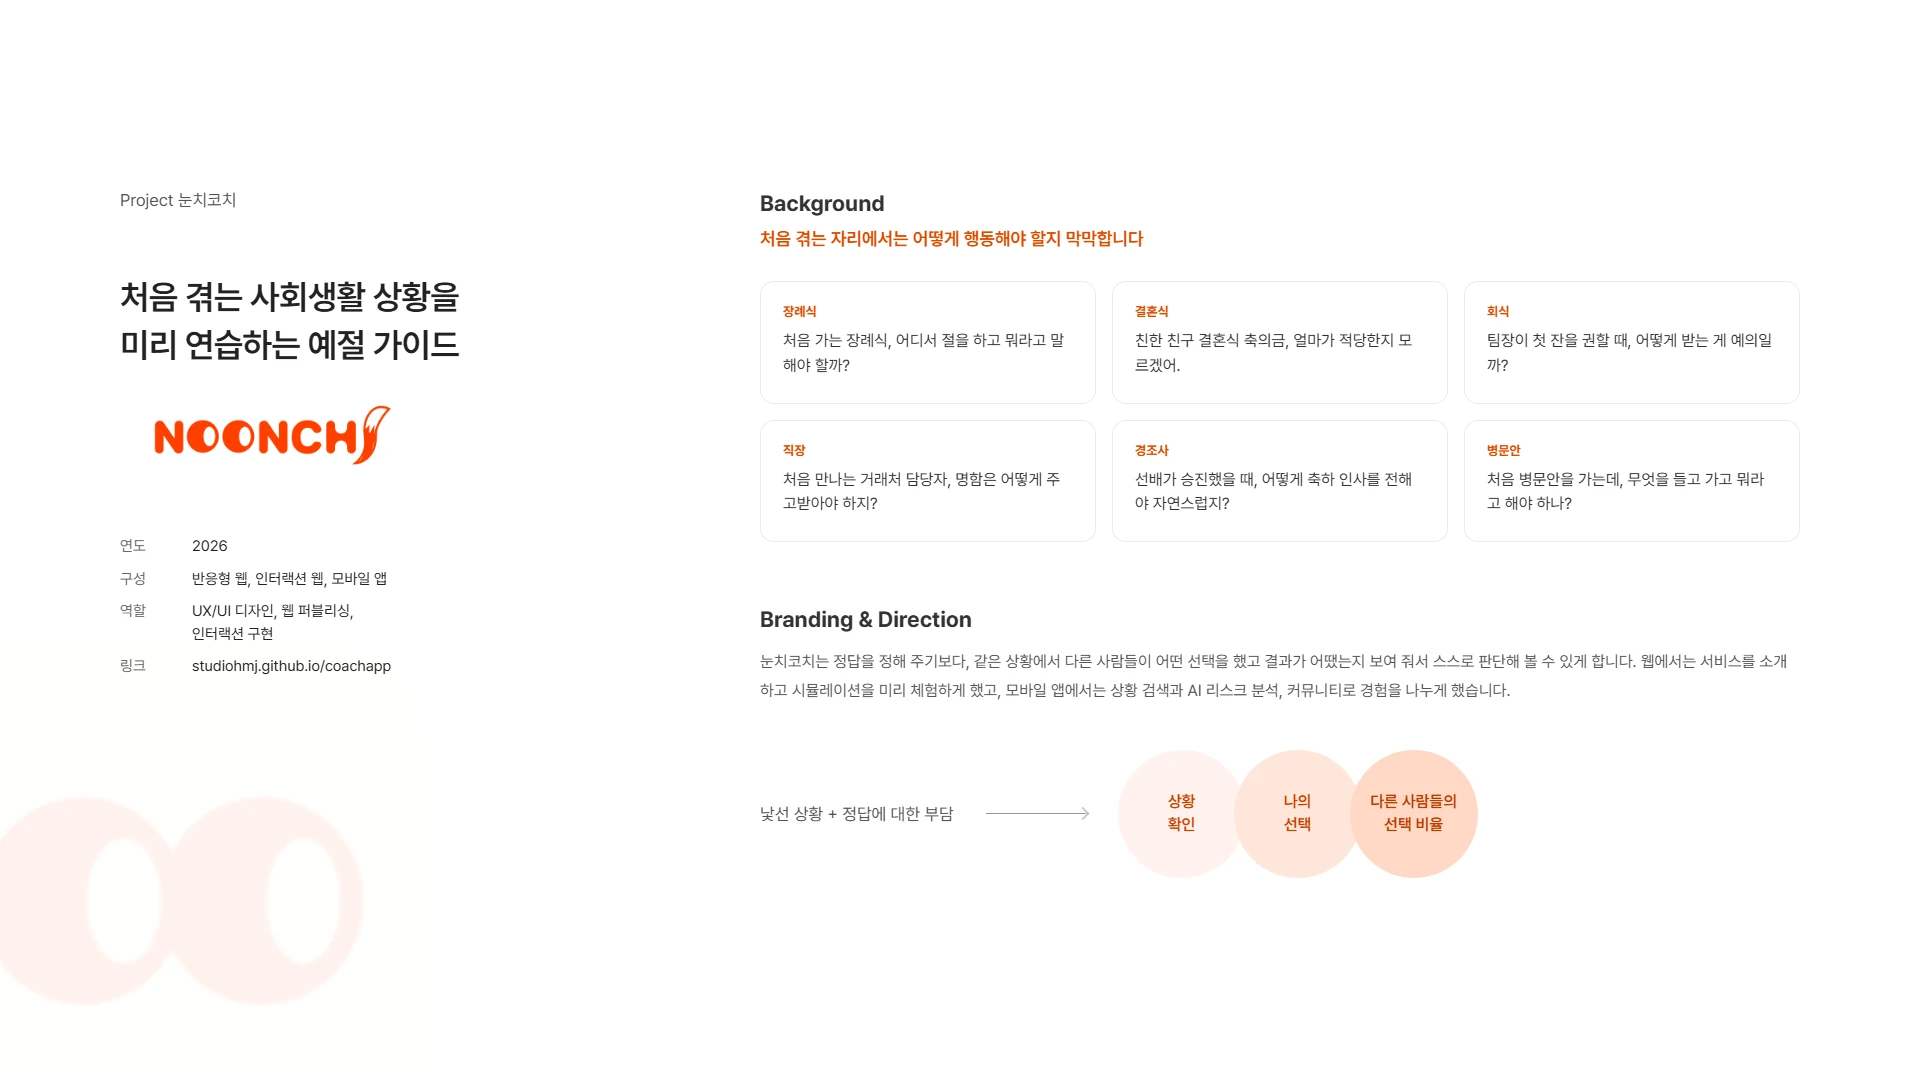 Project 눈치코치
처음 겪는 사회생활 상황을
미리 연습하는 예절 가이드
NOONCHI
연도 2026
구성 반응형 웹, 인터랙션 웹, 모바일 앱
역할 UX/UI 디자인, 웹 퍼블리싱,
인터랙션 구현
링크 studiohmj.github.io/coachapp
Background
처음 겪는 자리에서는 어떻게 행동해야 할지 막막합니다
장례식
처음 가는 장례식, 어디서 절을 하고 뭐라고 말
해야 할까?
결혼식
친한 친구 결혼식 축의금, 얼마가 적당한지 모
르겠어.
회식
팀장이 첫 잔을 권할 때, 어떻게 받는 게 예의일
까?
직장
처음 만나는 거래처 담당자, 명함은 어떻게 주
고받아야 하지?
경조사
선배가 승진했을 때, 어떻게 축하 인사를 전해
야 자연스럽지?
병문안
처음 병문안을 가는데, 무엇을 들고 가고 뭐라
고 해야 하나?
Branding & Direction
눈치코치는 정답을 정해 주기보다, 같은 상황에서 다른 사람들이 어떤 선택을 했고 결과가 어땠는지 보여 줘서 스스로 판단해 볼 수 있게 합니다. 웹에서는 서비스를 소개
하고 시뮬레이션을 미리 체험하게 했고, 모바일 앱에서는 상황 검색과 AI 리스크 분석, 커뮤니티로 경험을 나누게 했습니다.
낯선 상황 + 정답에 대한 부담
상황
확인
나의
선택
다른 사람들의
선택 비율